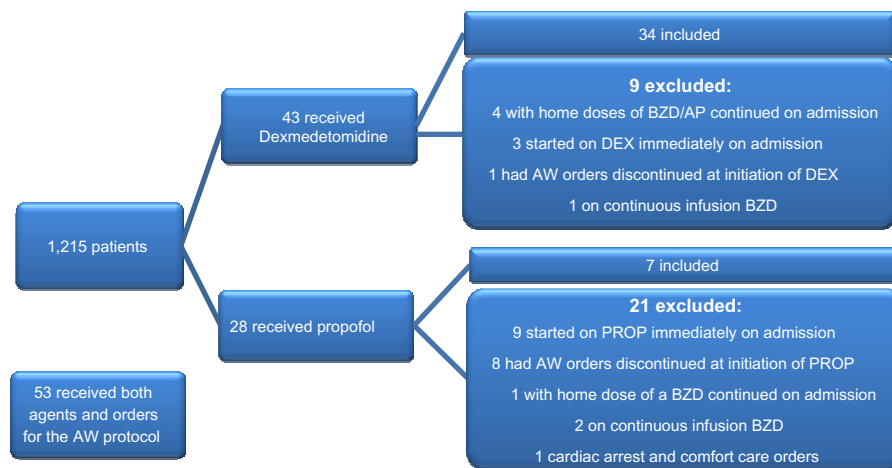 34 included
9 excluded:
4 with home doses of BZD/AP continued on admission
3 started on DEX immediately on admission
1 had AW orders discontinued at initiation of DEX
1 on continuous infusion BZD
43 received
Dexmedetomidine
1,215 patients
7 included
28 received propofol
21 excluded:
9 started on PROP immediately on admission
8 had AW orders discontinued at initiation of PROP
1 with home dose of a BZD continued on admission
2 on continuous infusion BZD
1 cardiac arrest and comfort care orders
53 received both
agents and orders
for the AW protocol